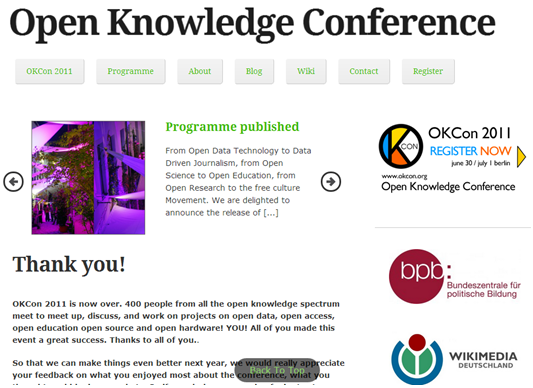 Open Knowledge Conference
OKCon 2011
Programme
About
Blog
Wiki
Contact
Register
Programme published
From Open Data Technology to Data
Driven Journalism, from Open
Science to Open Education, from
Open Research to the free culture
Movement. We are delighted to
announce the release of [...]
OKCon 2011
REGISTER NOW
june 30 / july 1 berlin
CON
www.okcon.org
Open Knowledge Conference
bpb:
Bundeszentrale für
politische Bildung
WIKIMEDIA
DEUTSCHLAND
Thank you!
OKCon 2011 is now over. 400 people from all the open knowledge spectrum
meet to meet up, discuss, and work on projects on open data, open access,
open education open source and open hardware! YOU! All of you made this
event a great success. Thanks to all of you..
So that we can make things even better next year, we would really appreciate
your feedback on what you enjoyed most about the conference, what you
Back To Top